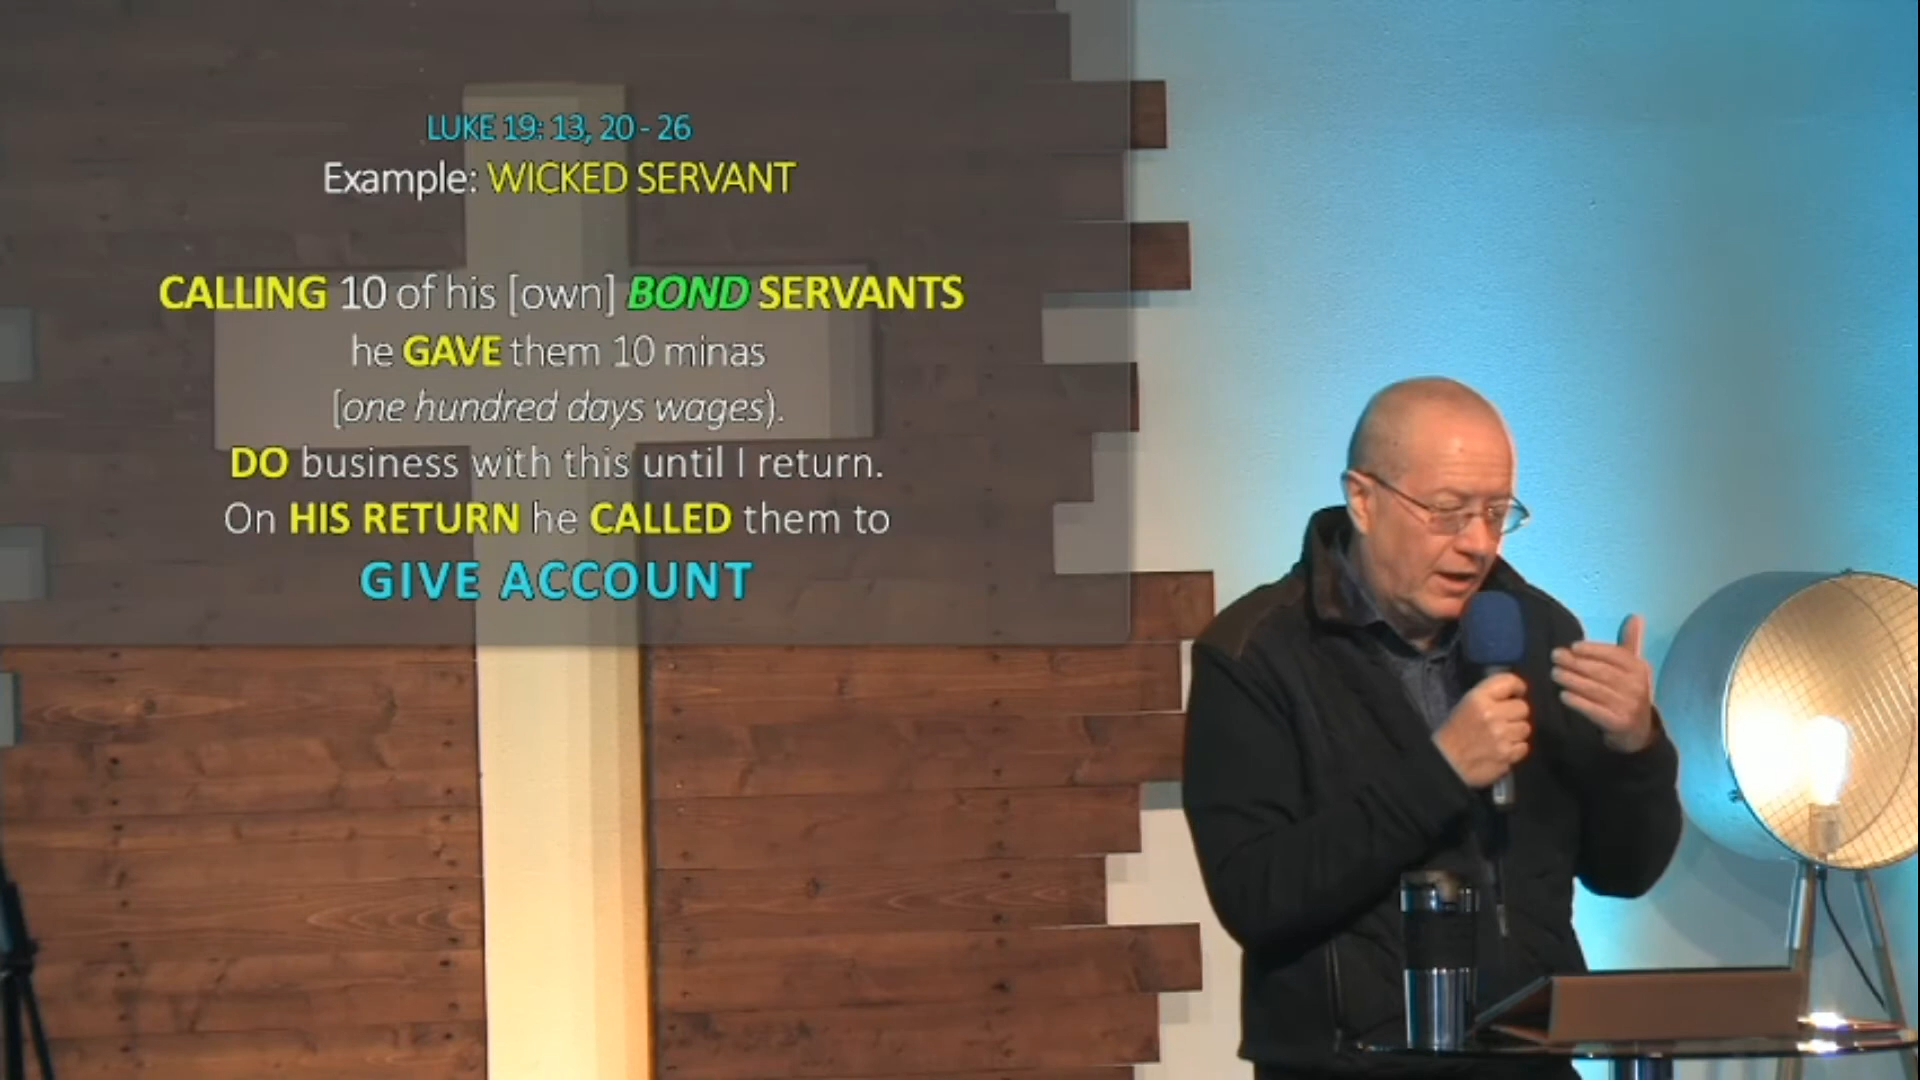 LUKE 19: 13, 20 - 26
Example: WICKED SERVANT
CALLING 10 of his [own] BOND SERVANTS
he GAVE them 10 minas
[one hundred days wages).
DO business with this until I return.
On HIS RETURN he CALLED them to
GIVE ACCOUNT